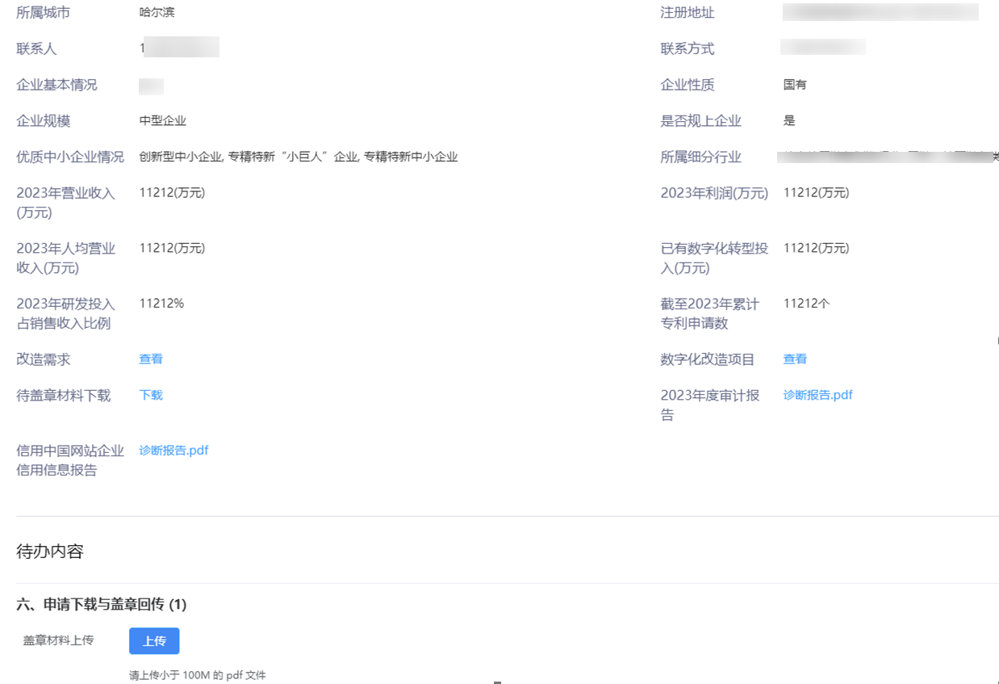 所属城市 哈尔滨 注册地址
联系人 1 联系方式
企业基本情况 企业性质 国有
企业规模 中型企业 是否规上企业 是
优质中小企业情况 创新型中小企业, 专精特新“小巨人”企业, 专精特新中小企业 所属细分行业
2023年营业收入 11212(万元) 2023年利润(万元) 11212(万元)
(万元)
2023年人均营业 11212(万元) 已有数字化转型投 11212(万元)
收入(万元) 入(万元)
2023年研发投入 11212% 截至2023年累计 11212个
占销售收入比例 专利申请数
改造需求 查看 数字化改造项目 查看
待盖章材料下载 下载 2023年度审计报 诊断报告.pdf
告
信用中国网站企业 诊断报告.pdf
信用信息报告
待办内容
六、申请下载与盖章回传 (1)
盖章材料上传 上传
请上传小于 100M 的 pdf 文件